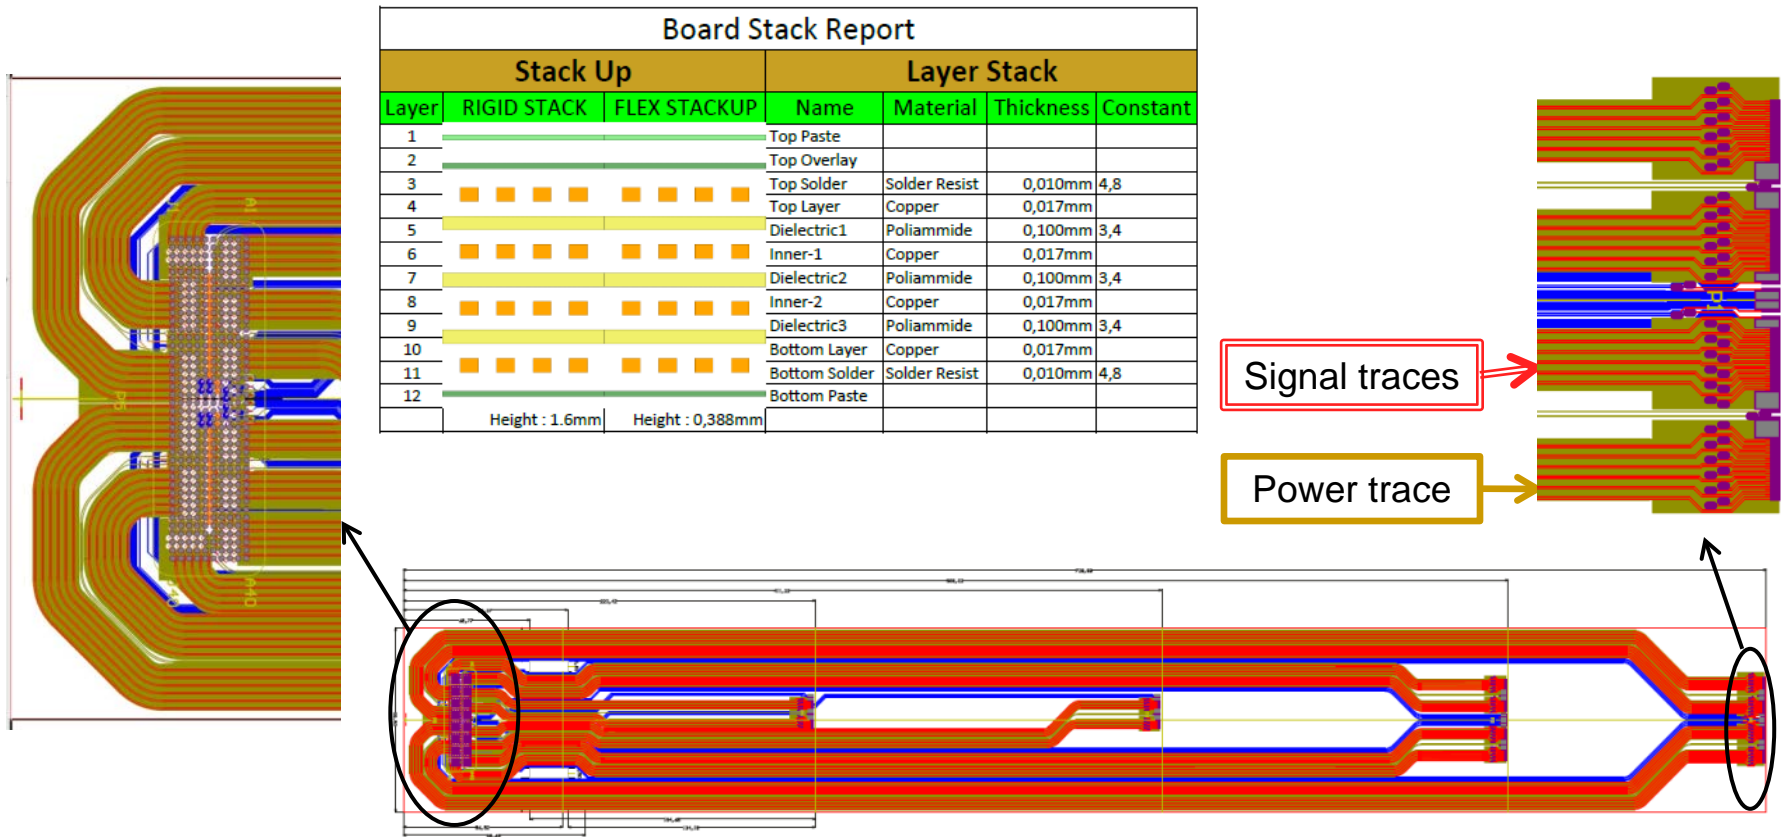 Board Stack Report
Stack Up Layer Stack
Layer RIGID STACK FLEX STACKUP Name Material Thickness Constant
1 Top Paste
2 Top Overlay
3 Top Solder Solder Resist 0,010mm 4,8
4 Top Layer Copper 0,017mm
5 Dielectric1 Poliammide 0,100mm 3,4
6 Inner-1 Copper 0,017mm
7 Dielectric2 Poliammide 0,100mm 3,4
8 Inner-2 Copper 0,017mm
9 Dielectric3 Poliammide 0,100mm 3,4
10 Bottom Layer Copper 0,017mm
11 Bottom Solder Solder Resist 0,010mm 4,8
12 Bottom Paste
Height : 1.6mm Height : 0,388mm
A1
P5
A40
P1
Signal traces
Power trace